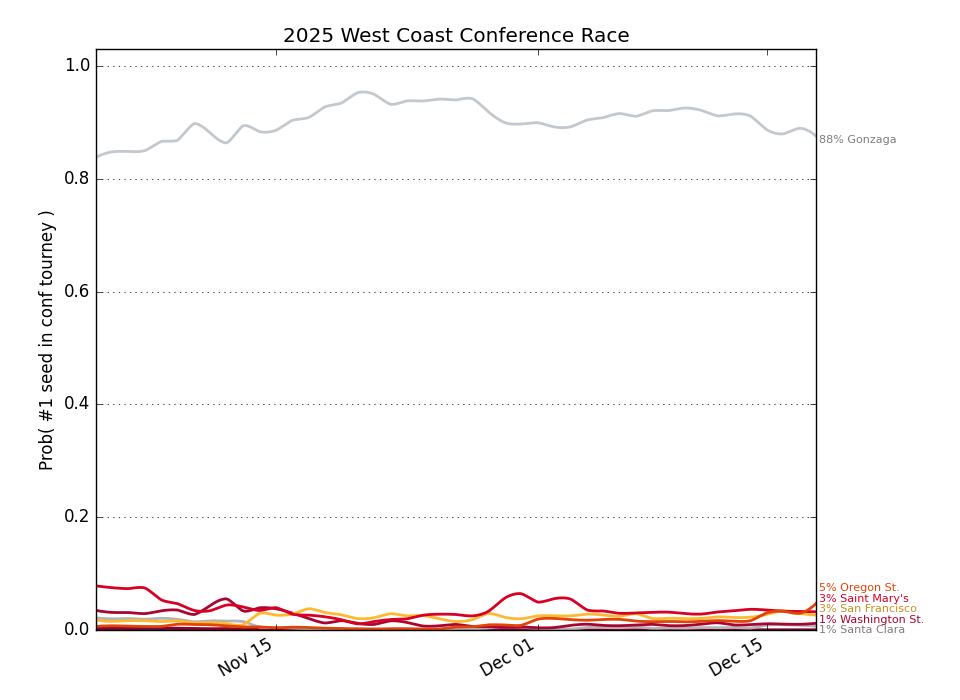 2025 West Coast Conference Race
Prob( #1 seed in conf tourney )
1.0
0.8
0.6
0.4
0.2
0.0
Nov 15
Dec 01
Dec 15
88% Gonzaga
5% Oregon St.
3% Saint Mary's
3% San Francisco
1% Washington St.
1% Santa Clara